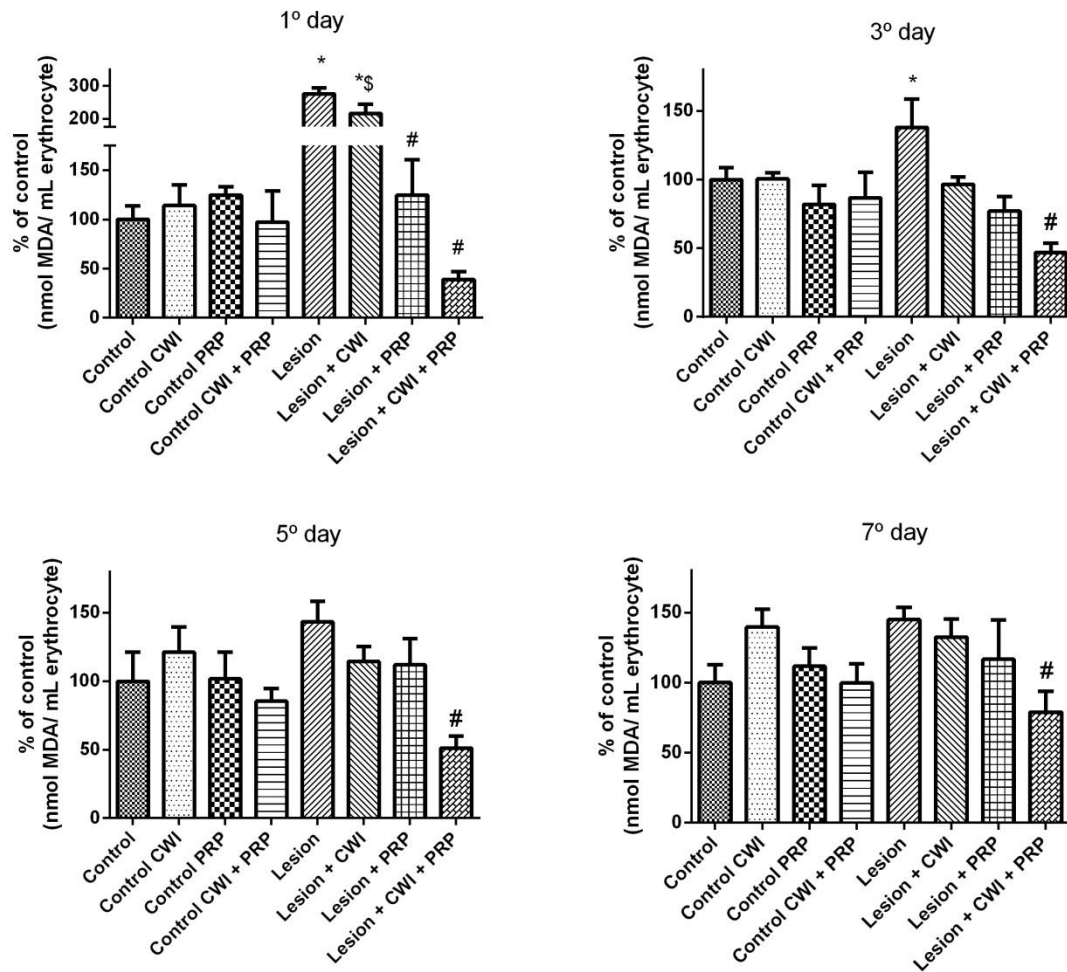 1º day
% of control
(nmol MDA/ mL erythrocyte)
300
200
150
100
50
0
*
*$
#
#
Control
Control CWI
Control PRP
Control CWI + PRP
Lesion
Lesion + CWI
Lesion + PRP
Lesion + CWI + PRP
3º day
% of control
(nmol MDA/ mL erythrocyte)
150
100
50
0
*
#
Control
Control CWI
Control PRP
Control CWI + PRP
Lesion
Lesion + CWI
Lesion + PRP
Lesion + CWI + PRP
5º day
% of control
(nmol MDA/ mL erythrocyte)
150
100
50
0
#
Control
Control CWI
Control PRP
Control CWI + PRP
Lesion
Lesion + CWI
Lesion + PRP
Lesion + CWI + PRP
7º day
% of control
(nmol MDA/ mL erythrocyte)
150
100
50
0
#
Control
Control CWI
Control PRP
Control CWI + PRP
Lesion
Lesion + CWI
Lesion + PRP
Lesion + CWI + PRP